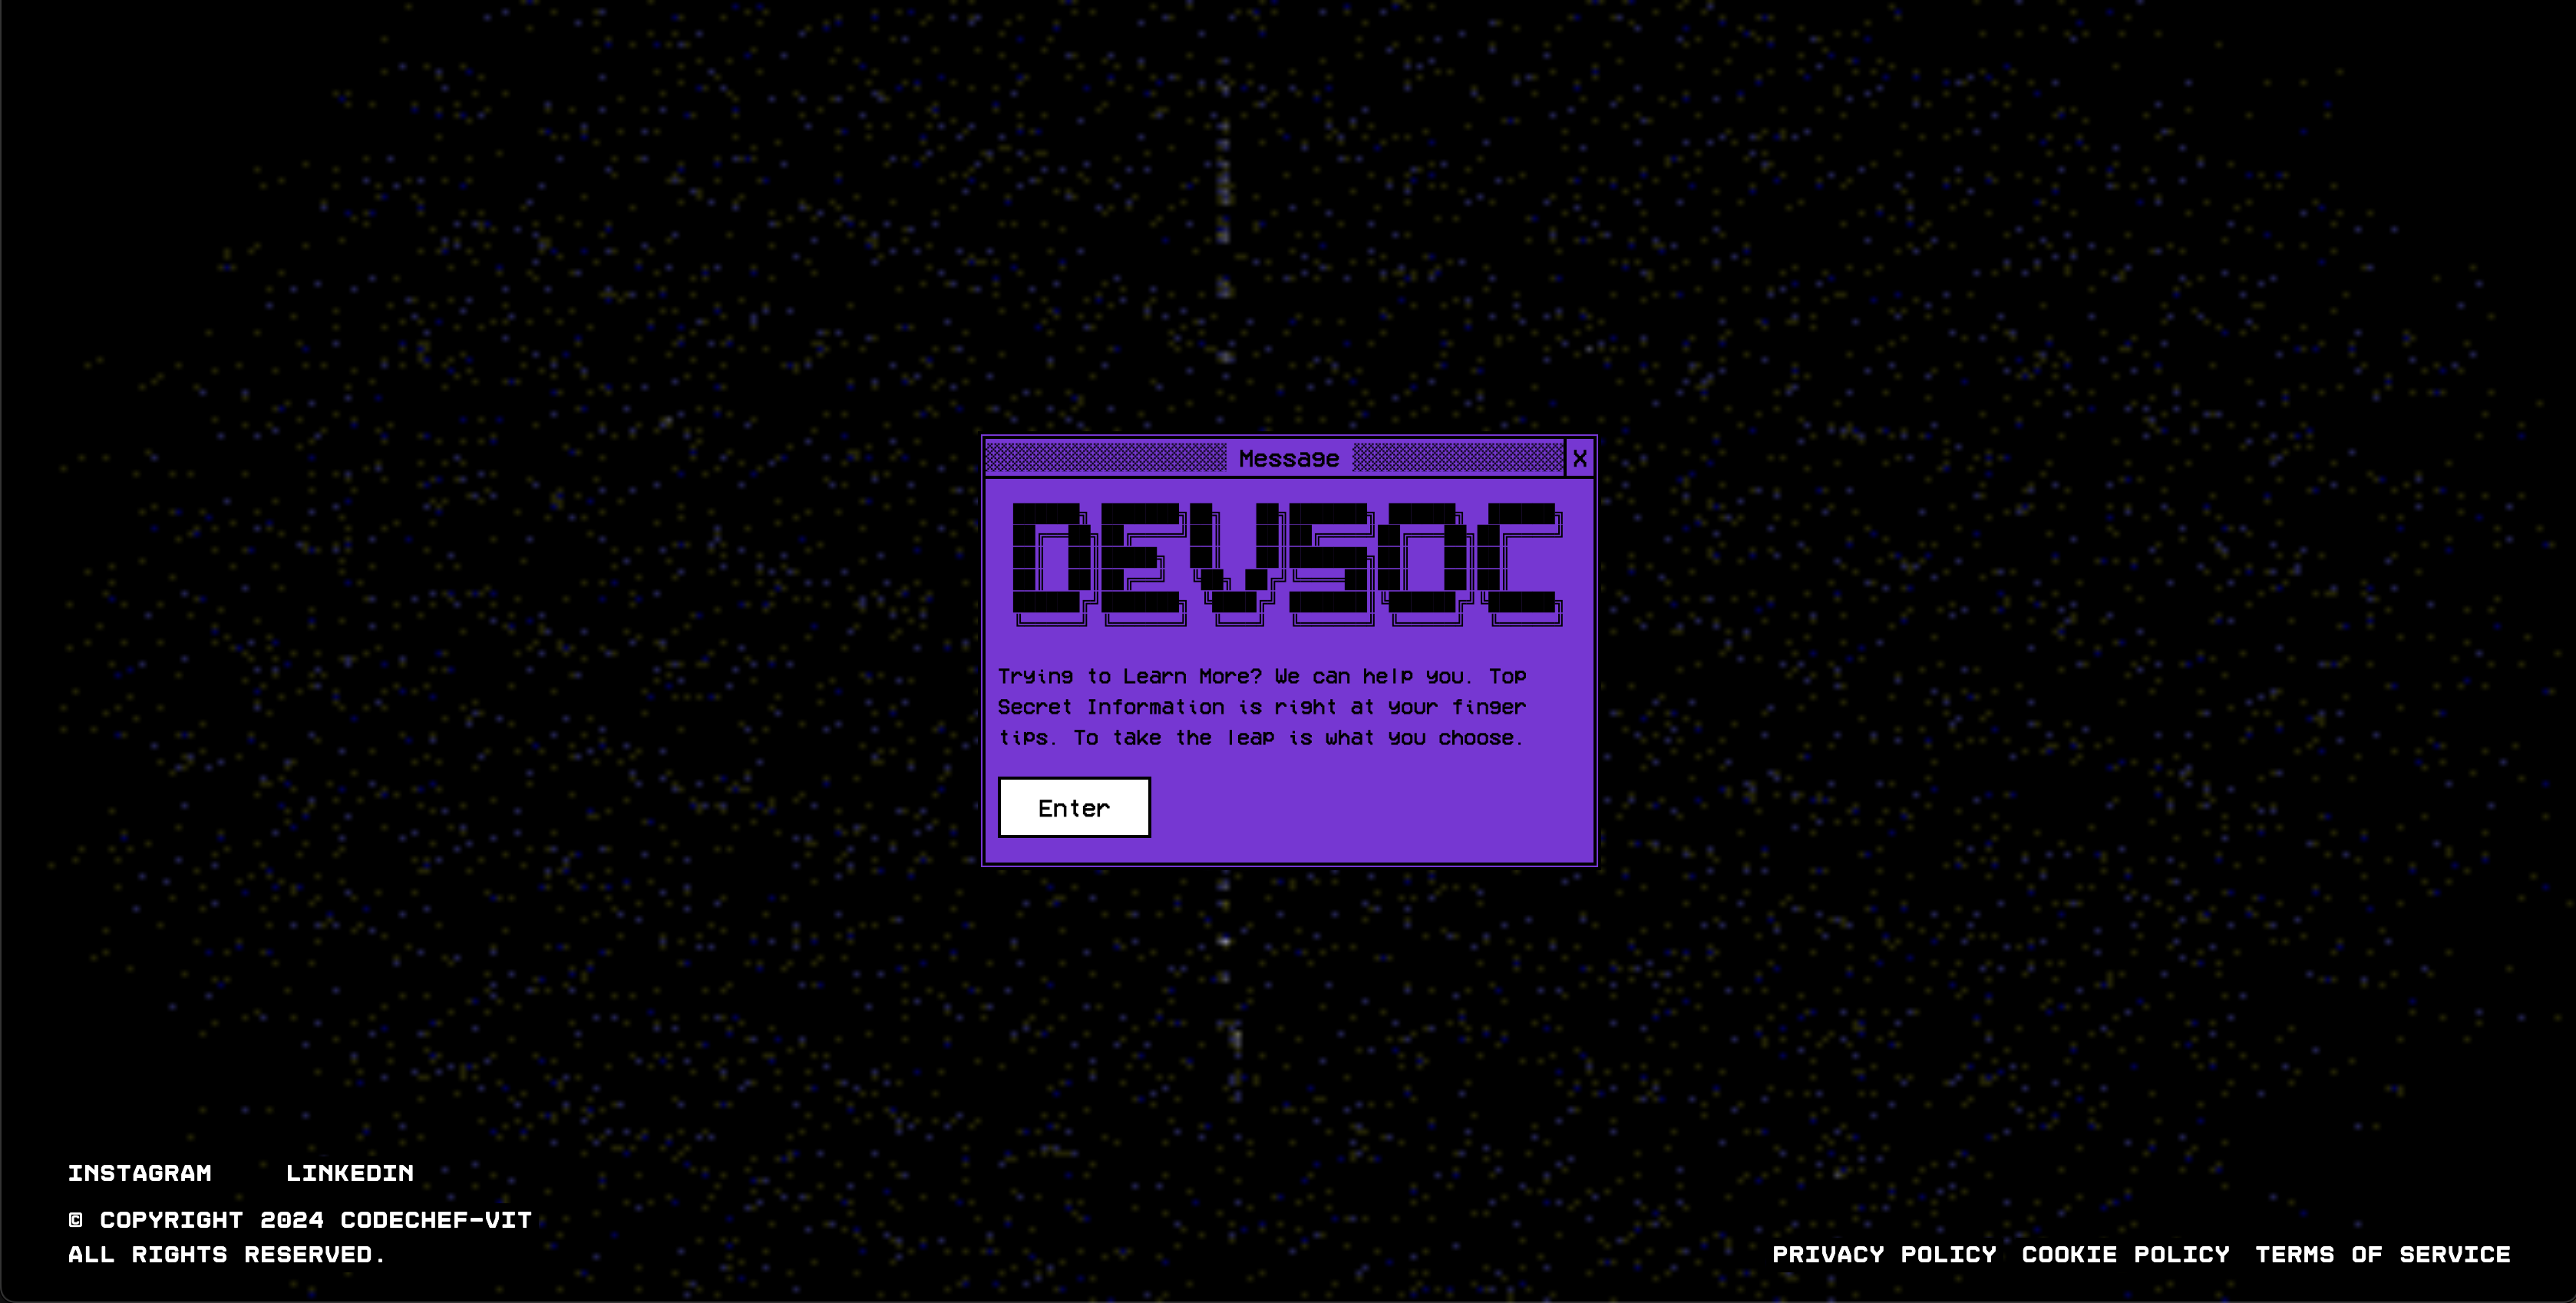 Message X
DEVSOC
Trying to Learn More? We can help you. Top
Secret Information is right at your finger
tips. To take the leap is what you choose.
Enter
INSTAGRAM LINKEDIN
© COPYRIGHT 2024 CODECHEF-VIT
ALL RIGHTS RESERVED.
PRIVACY POLICY COOKIE POLICY TERMS OF SERVICE